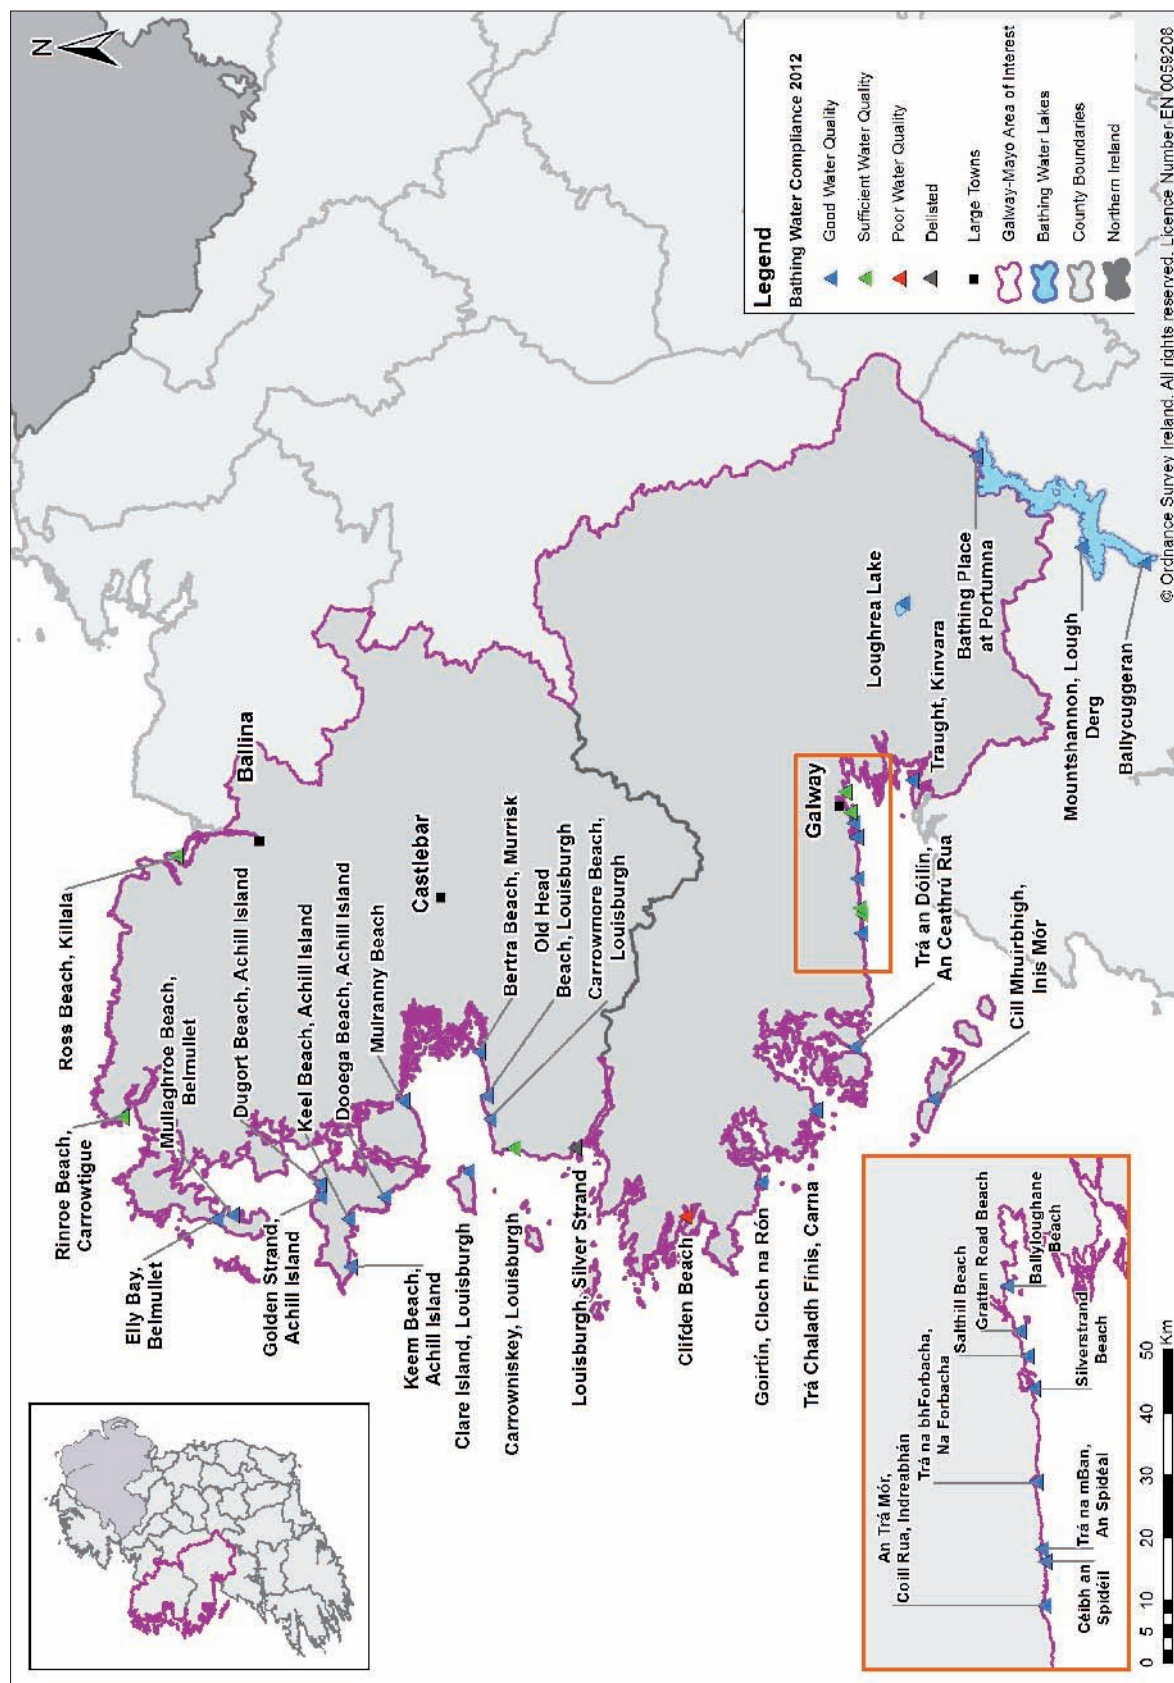 N
Ross Beach, Killala
Rinroe Beach,
Carrowtigue
Mullaghroe Beach,
Belmullet
Elly Bay,
Belmullet
Ballina
Dugort Beach, Achill Island
Golden Strand,
Achill Island
Keel Beach, Achill Island
Dooega Beach, Achill Island
Keem Beach,
Achill Island
Mulranny Beach
Castlebar
Clare Island, Louisburgh
Bertra Beach, Murrisk
Old Head
Beach, Louisburgh
Carrowmore Beach,
Louisburgh
Carrowniskey, Louisburgh
Louisburgh, Silver Strand
Clifden Beach
Goirtín, Cloch na Rón
Trá Chaladh Fínis, Carna
Galway
Loughrea Lake
Trá an Dóilín,
An Ceathrú Rua
Traught, Kinvara
Bathing Place
at Portumna
Cill Mhuirbhigh,
Inis Mór
Mountshannon, Lough
Derg
Ballycuggeran
An Trá Mór,
Coill Rua, Indreabhán
Trá na bhForbacha,
Na Forbacha
Salthill Beach
Grattan Road Beach
Ballyloughane
Beach
Céibh an
Spidéil
Trá na mBan,
An Spidéal
Silverstrand
Beach
0 5 10 20 30 40 50
Km
Legend
Bathing Water Compliance 2012
Good Water Quality
Sufficient Water Quality
Poor Water Quality
Delisted
Large Towns
Galway-Mayo Area of Interest
Bathing Water Lakes
County Boundaries
Northern Ireland
© Ordnance Survey Ireland. All rights reserved. Licence Number EN 0059208